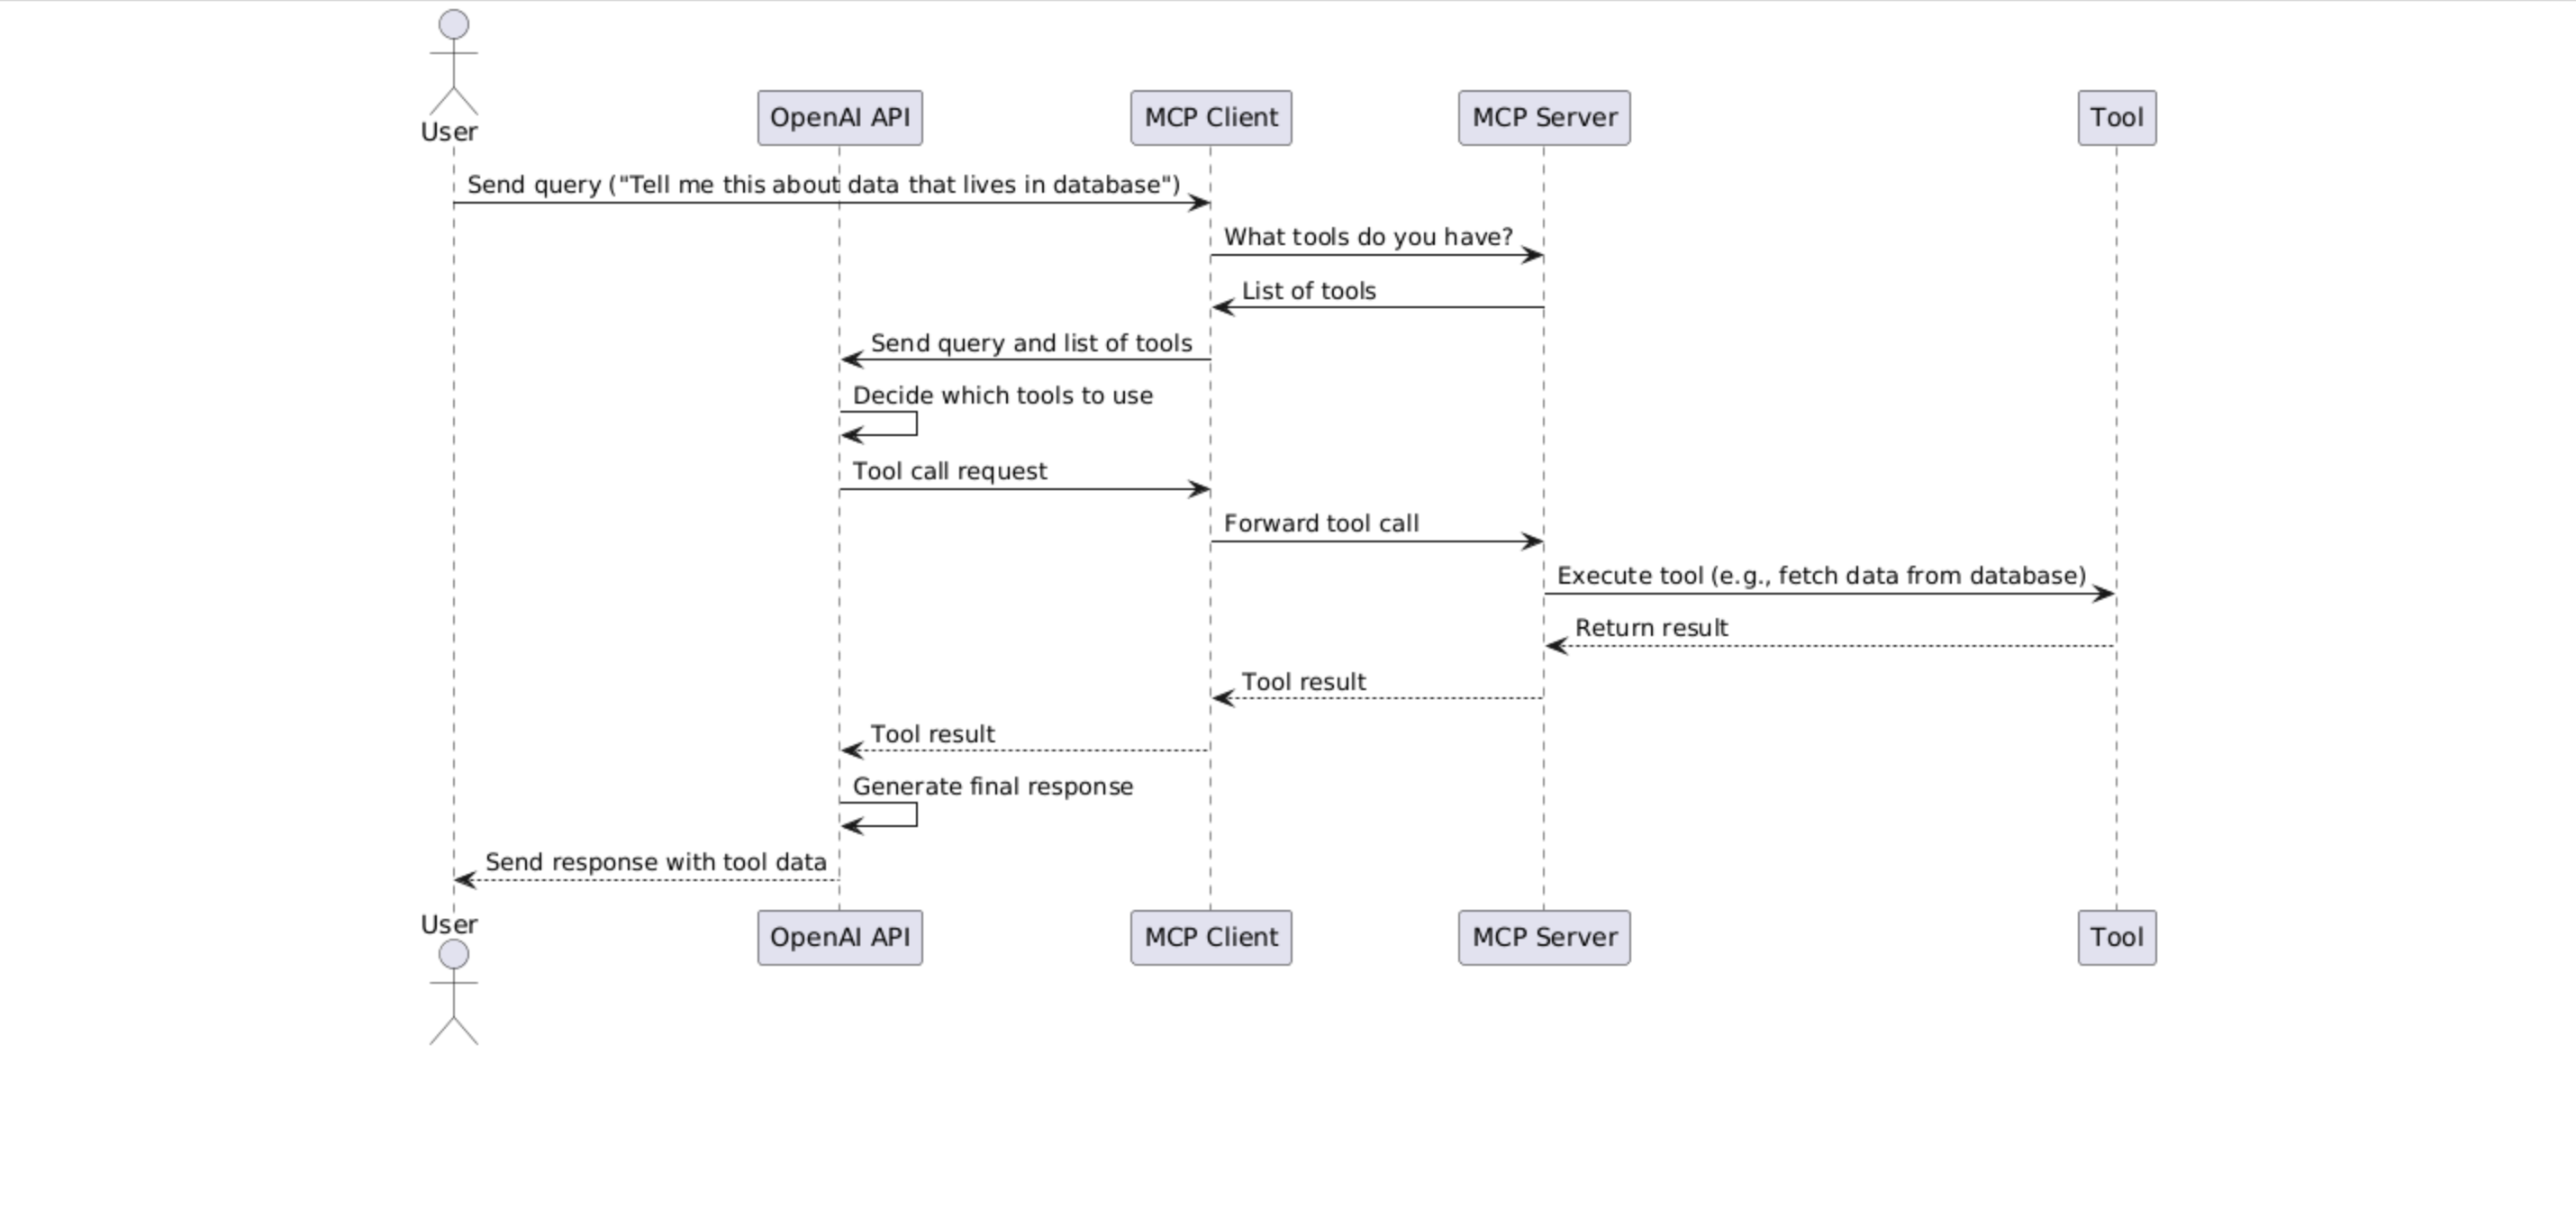 User
OpenAI API
MCP Client
MCP Server
Tool
Send query ("Tell me this about data that lives in database")
What tools do you have?
List of tools
Send query and list of tools
Decide which tools to use
Tool call request
Forward tool call
Execute tool (e.g., fetch data from database)
Return result
Tool result
Tool result
Generate final response
Send response with tool data
User
OpenAI API
MCP Client
MCP Server
Tool